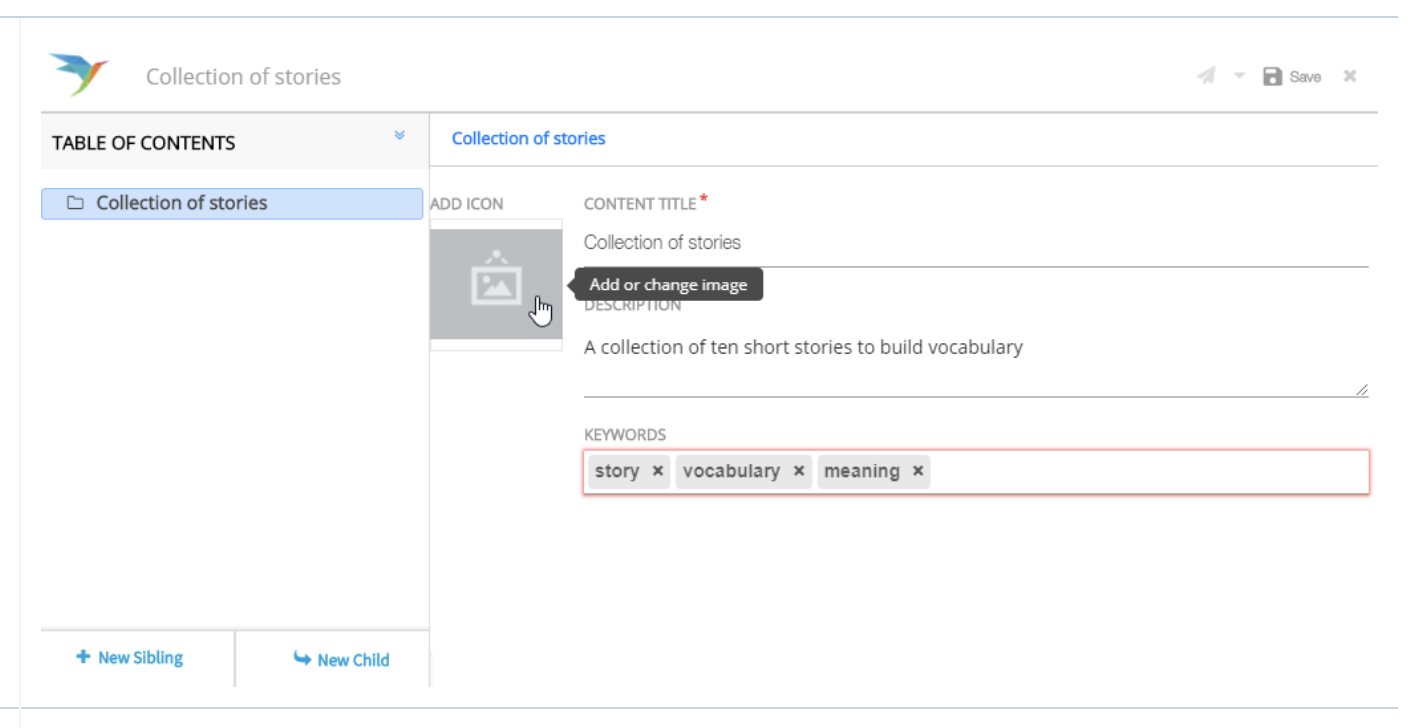 Collection of stories
Save
TABLE OF CONTENTS
Collection of stories
Collection of stories
ADD ICON
CONTENT TITLE*
Collection of stories
Add or change image
DESCRIPTION
A collection of ten short stories to build vocabulary
KEYWORDS
story × vocabulary × meaning ×
+ New Sibling
New Child